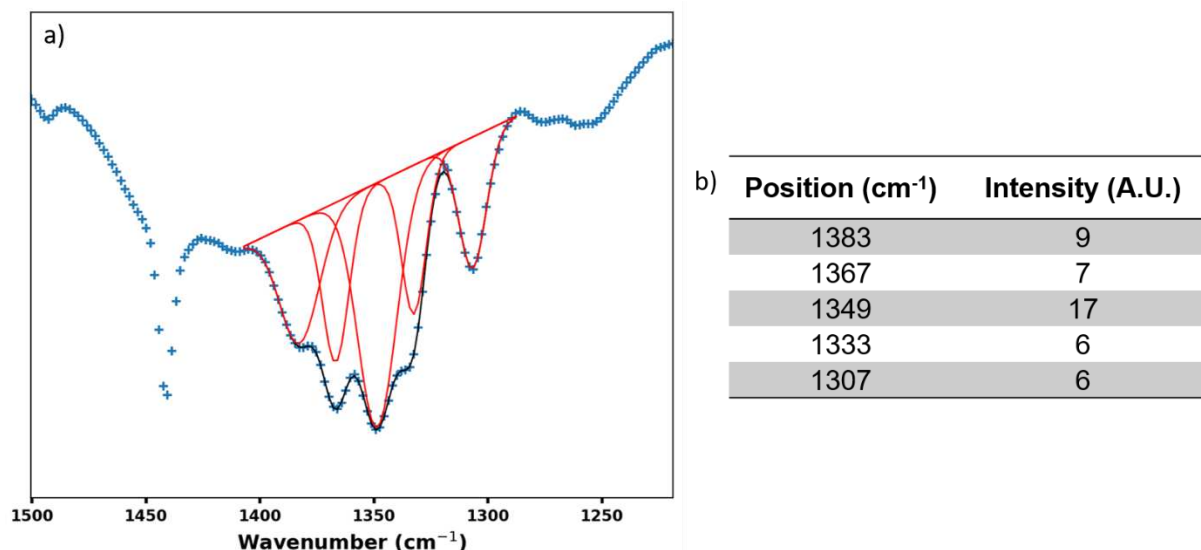 a)
1500 1450 1400 1350 1300 1250
Wavenumber (cm⁻¹)
b)
Position (cm⁻¹) Intensity (A.U.)
1383 9
1367 7
1349 17
1333 6
1307 6